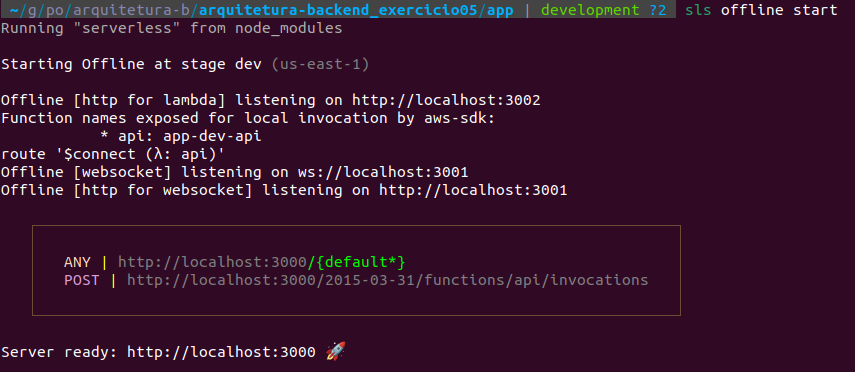 ~/g/po/arquitetura-b/arquitetura-backend_exercicio05/app | development ?2 sls offline start
Running "serverless" from node_modules
Starting Offline at stage dev (us-east-1)
Offline [http for lambda] listening on http://localhost:3002
Function names exposed for local invocation by aws-sdk:
* api: app-dev-api
route '$connect (λ: api)'
Offline [websocket] listening on ws://localhost:3001
Offline [http for websocket] listening on http://localhost:3001
ANY | http://localhost:3000/{default*}
POST | http://localhost:3000/2015-03-31/functions/api/invocations
Server ready: http://localhost:3000 🚀